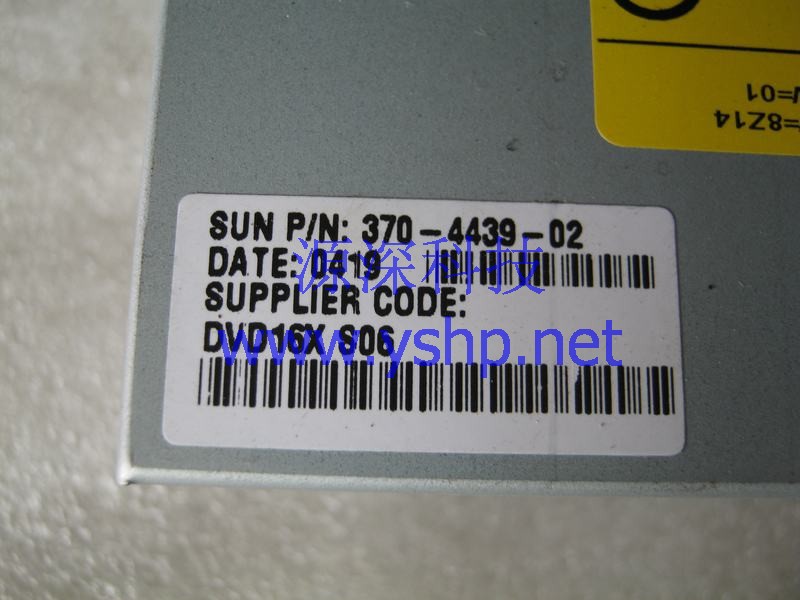 V=01
=8Z14
SUN P/N: 370-4439-02
DATE: 0419
源深科技
SUPPLIER CODE:
DVD16X S06
www.yshp.net